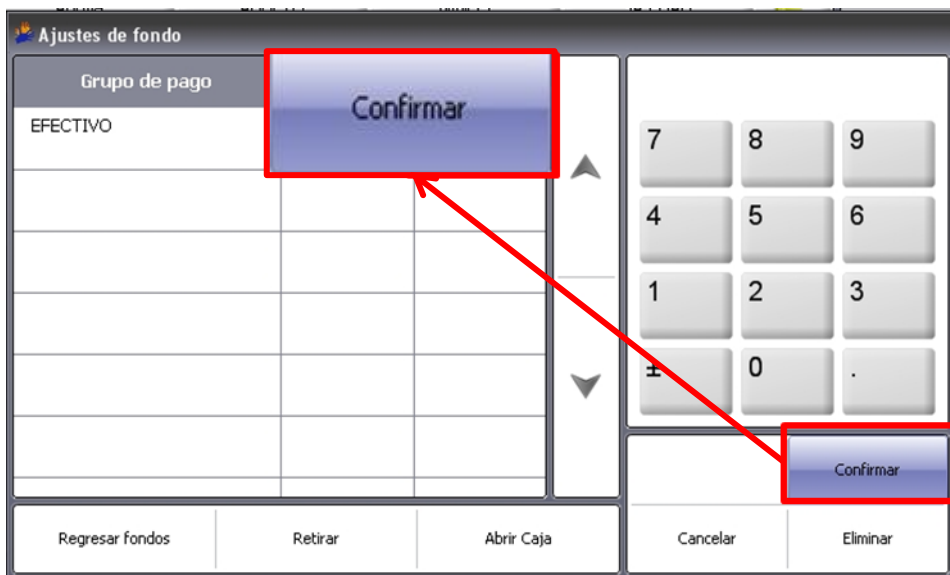 Ajustes de fondo
Grupo de pago
Confirmar
EFECTIVO
7 8 9
4 5 6
1 2 3
± 0 .
Confirmar
Regresar fondos Retirar Abrir Caja Cancelar Eliminar